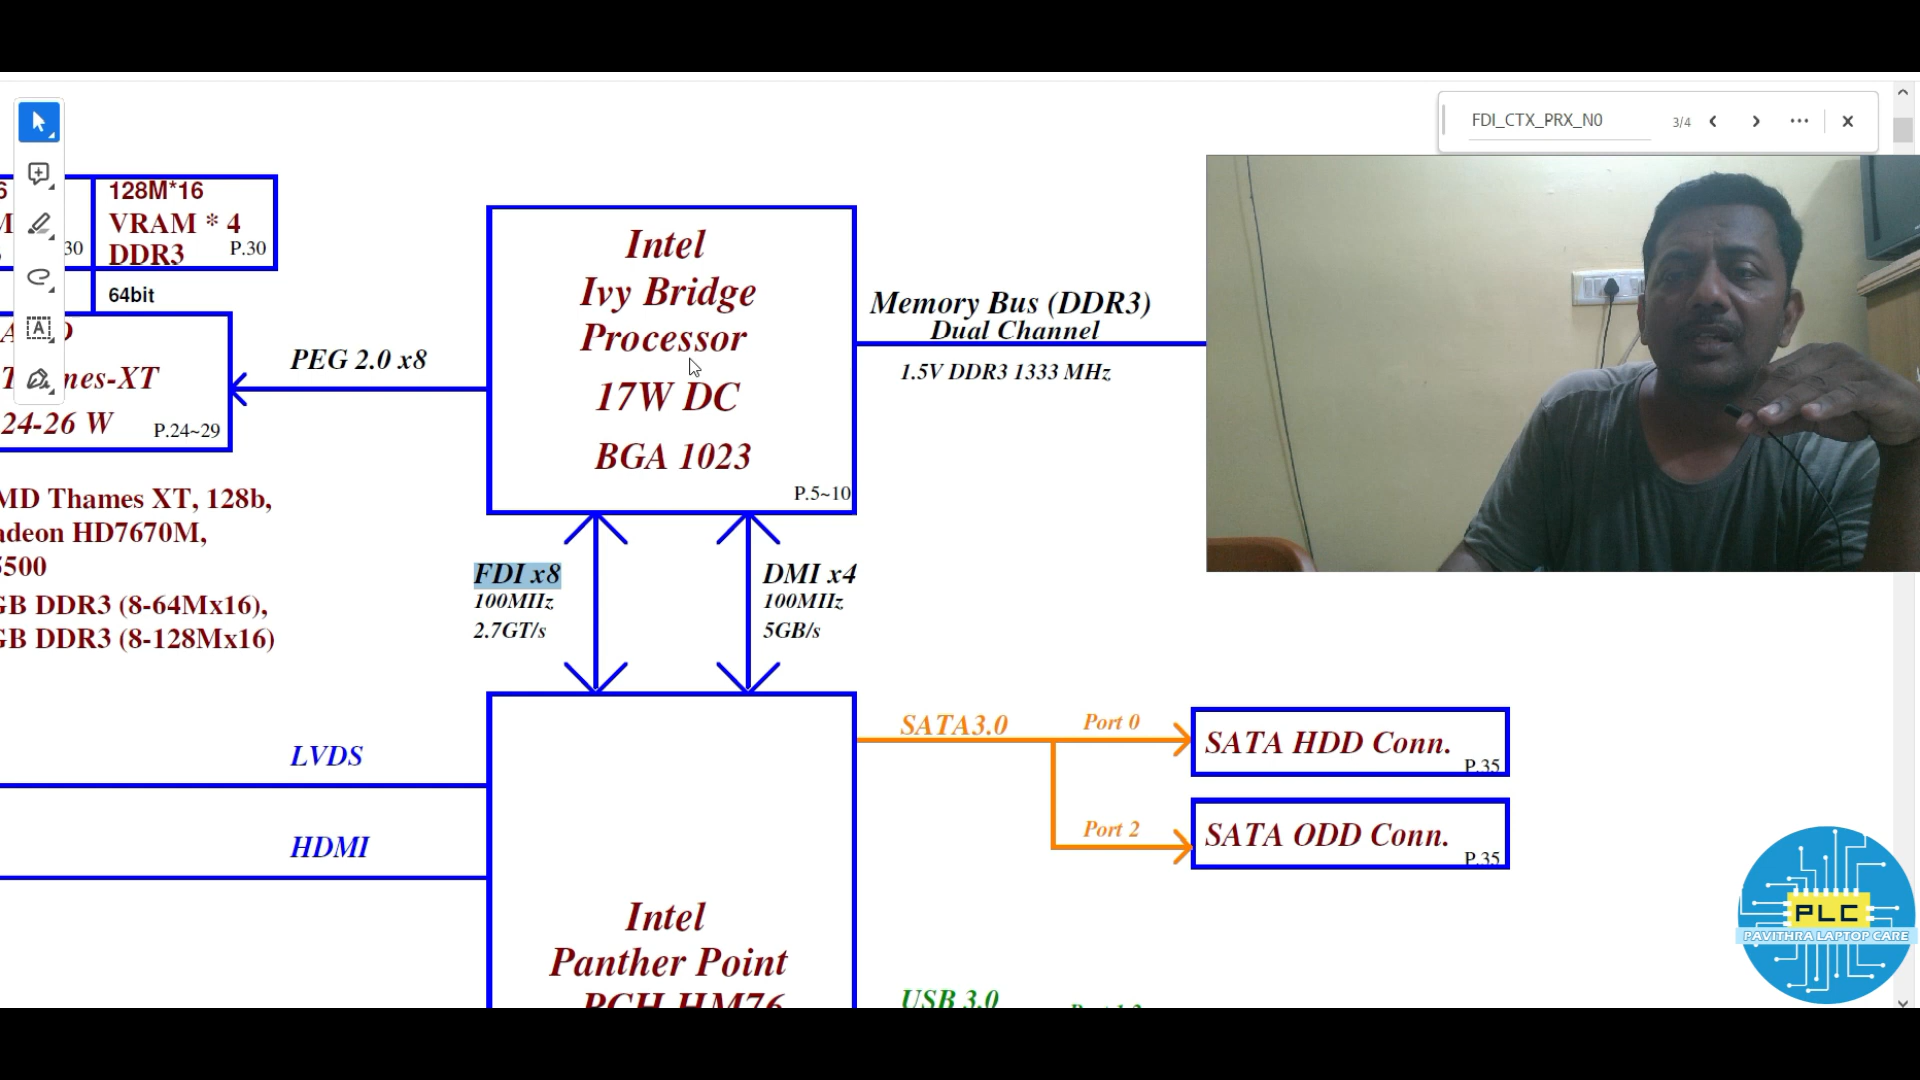 FDI_CTX_PRX_N0
3/4
128M*16
VRAM * 4
DDR3
P.30
30
64bit
mes-XT
24-26 W
P.24~29
PEG 2.0 x8
Intel
Ivy Bridge
Processor
17W DC
BGA 1023
P.5~10
Memory Bus (DDR3)
Dual Channel
1.5V DDR3 1333 MHz
MD Thames XT, 128b,
adeon HD7670M,
500
GB DDR3 (8-64Mx16),
GB DDR3 (8-128Mx16)
FDI x8
100MHz
2.7GT/s
DMI x4
100MHz
5GB/s
LVDS
HDMI
SATA3.0
Port 0
SATA HDD Conn.
P.35
Port 2
SATA ODD Conn.
P.35
Intel
Panther Point
PCH HM76
USB 3.0
PLC
PAVITHRA LAPTOP CARE